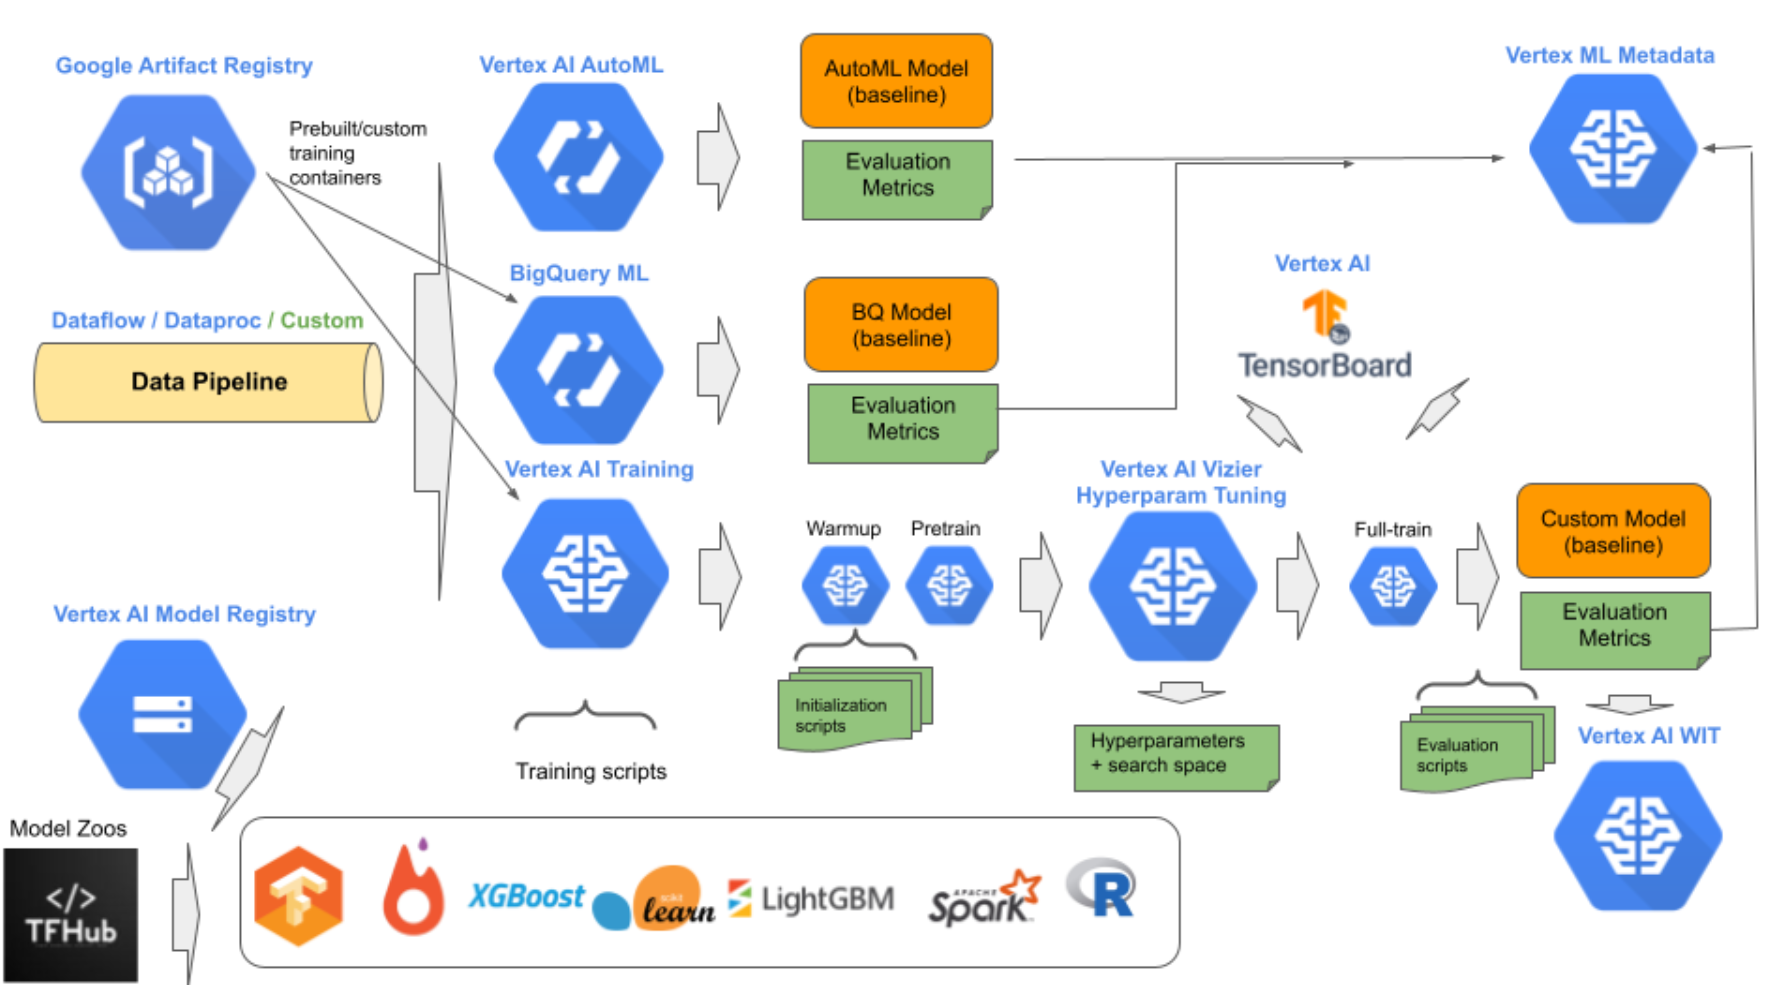 Google Artifact Registry
Prebuilt/custom
training
containers
Vertex AI AutoML
AutoML Model
(baseline)
Evaluation
Metrics
Vertex ML Metadata
BigQuery ML
BQ Model
(baseline)
Evaluation
Metrics
Vertex AI
TensorBoard
Dataflow / Dataproc / Custom
Data Pipeline
Vertex AI Training
Warmup
Pretrain
Initialization
scripts
Vertex AI Vizier
Hyperparam Tuning
Hyperparameters
+ search space
Full-train
Custom Model
(baseline)
Evaluation
Metrics
Evaluation
scripts
Vertex AI WIT
Vertex AI Model Registry
Training scripts
Model Zoos
</>
TFHub
XGBoost
scikit
learn
LightGBM
APACHE
Spark
R